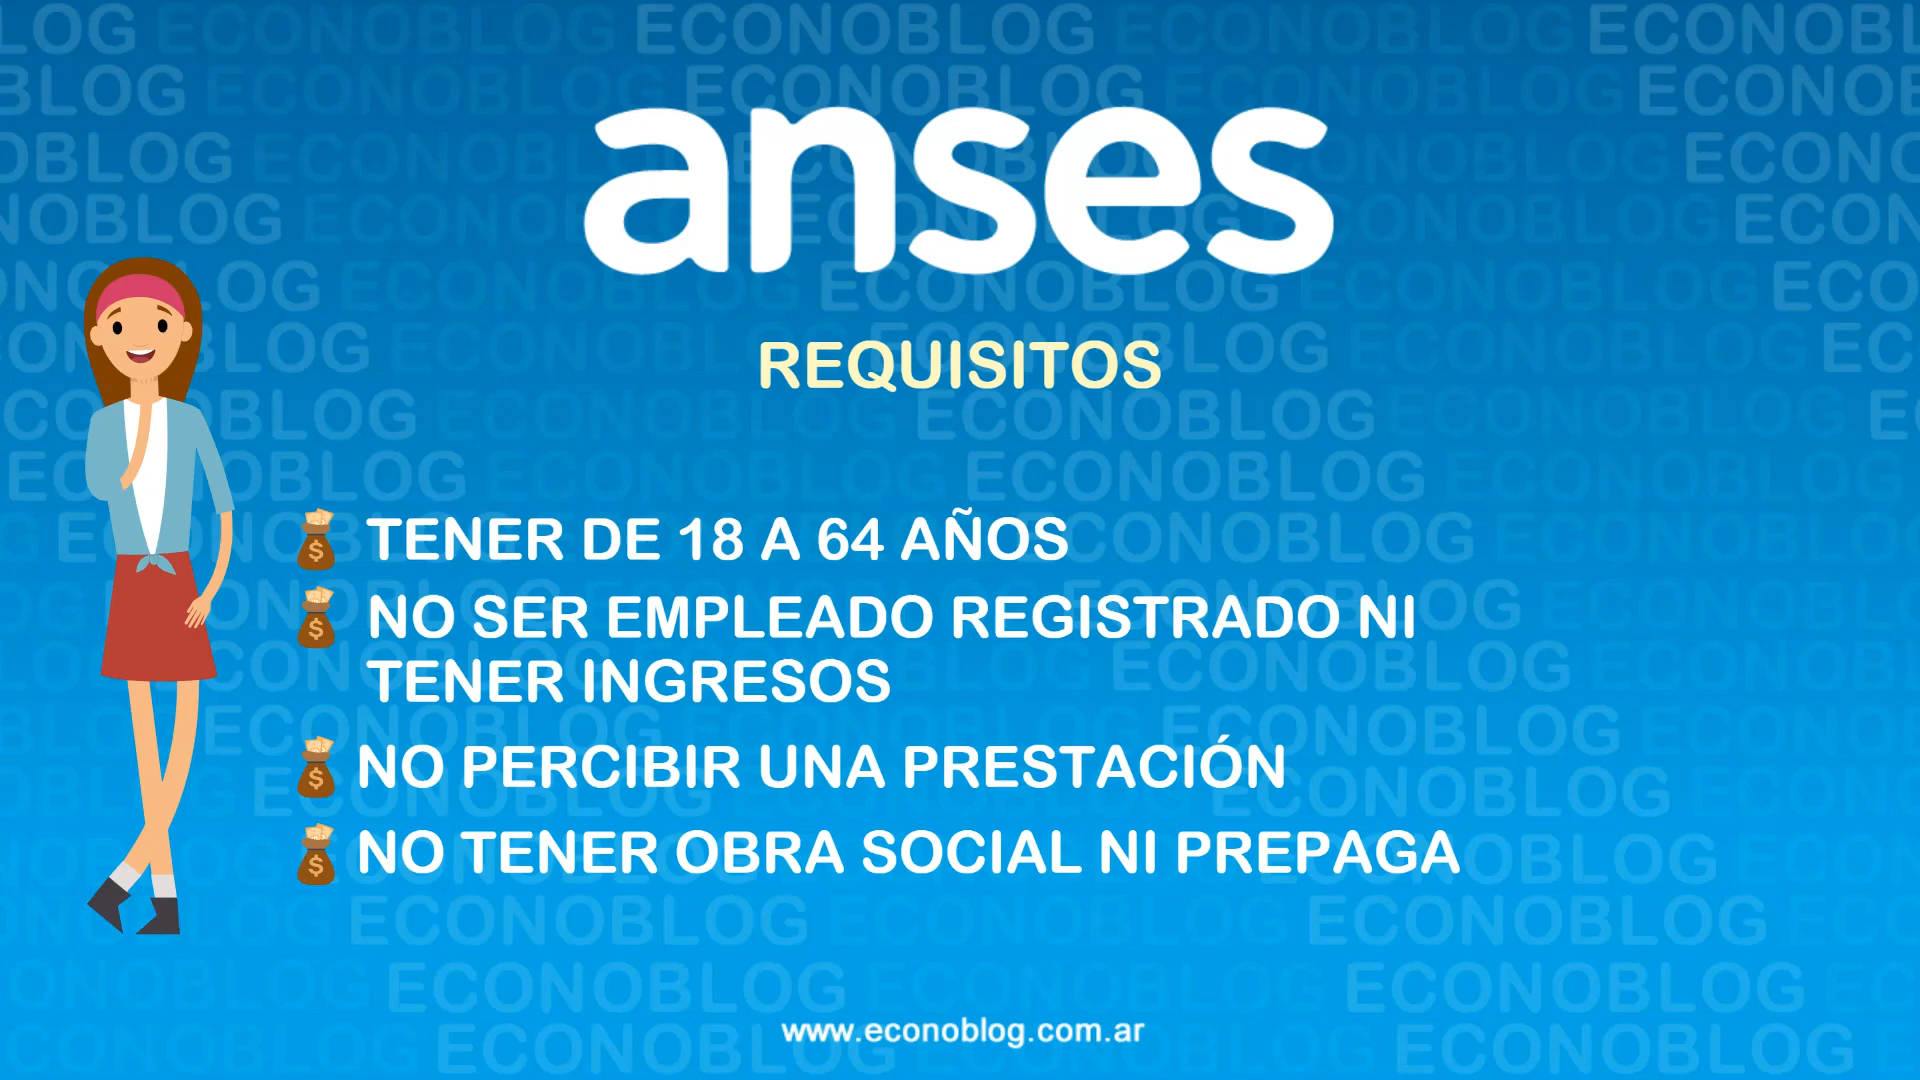 anses
REQUISITOS
TENER DE 18 A 64 AÑOS
NO SER EMPLEADO REGISTRADO NI
TENER INGRESOS
NO PERCIBIR UNA PRESTACIÓN
NO TENER OBRA SOCIAL NI PREPAGA
www.econoblog.com.ar